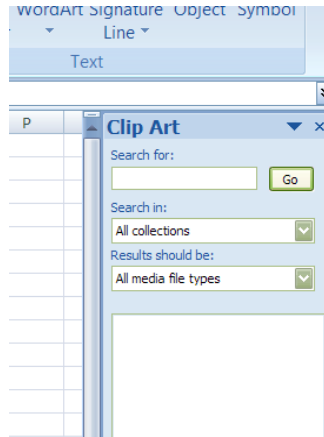 WordArt Signature Object Symbol
Line
Text
P
Clip Art
Search for:
Go
Search in:
All collections
Results should be:
All media file types